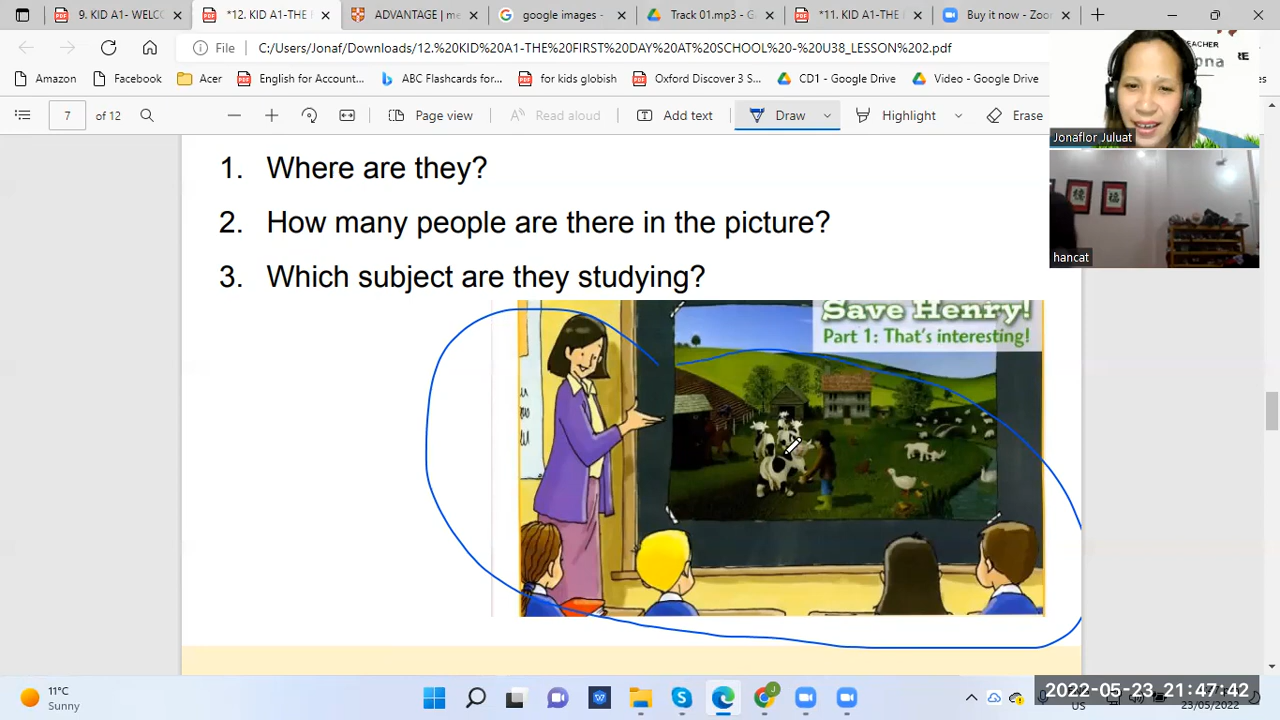 9. KID A1- WELCO
*12. KID A1-THE F
ADVANTAGE | me
google images -
Track 01.mp3 - G
*11. KID A1-THE
Buy it now - Zoo
File
C:/Users/Jonaf/Downloads/12.%20KID%20A1-THE%20FIRST%20DAY%20AT%20SCHOOL%20-%20U38_LESSON%202.pdf
Amazon
Facebook
Acer
English for Account...
ABC Flashcards for...
for kids globish
Oxford Discover 3 S...
CD1 - Google Drive
Video - Google Drive
7 of 12
Page view
Read aloud
Add text
Draw
Highlight
Erase
Jonaflor Juluat
hancat
福
1. Where are they?
2. How many people are there in the picture?
3. Which subject are they studying?
Save Henry!
Part 1: That's interesting!
11°C
Sunny
US
2022-05-23 21:47:42
23/05/2022